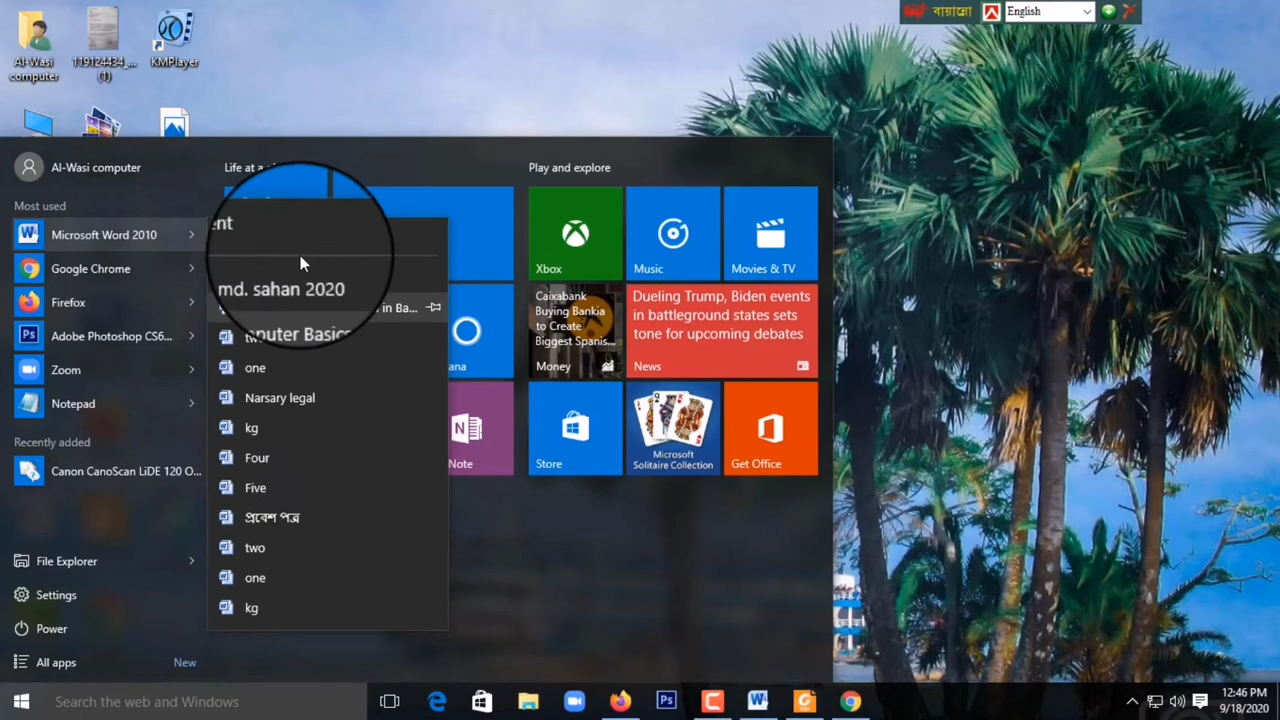 বায়ান্নো
English
Al-Wasi
computer
119124434_...
(1)
KMPlayer
Al-Wasi computer
Most used
Microsoft Word 2010
Google Chrome
Firefox
Adobe Photoshop CS6...
Zoom
Notepad
Recently added
Canon CanoScan LiDE 120 O...
File Explorer
Settings
Power
All apps
New
Life at a
ent
md. sahan 2020
in Ba...
puter Basics
one
Narsary legal
kg
Four
Five
প্রবেশ পত্র
two
one
kg
tana
Note
Play and explore
Xbox
Music
Movies & TV
Caixabank
Buying Bankia
to Create
Biggest Spanis...
Money
Dueling Trump, Biden events
in battleground states sets
tone for upcoming debates
News
Store
Microsoft
Solitaire Collection
Get Office
Search the web and Windows
12:46 PM
9/18/2020